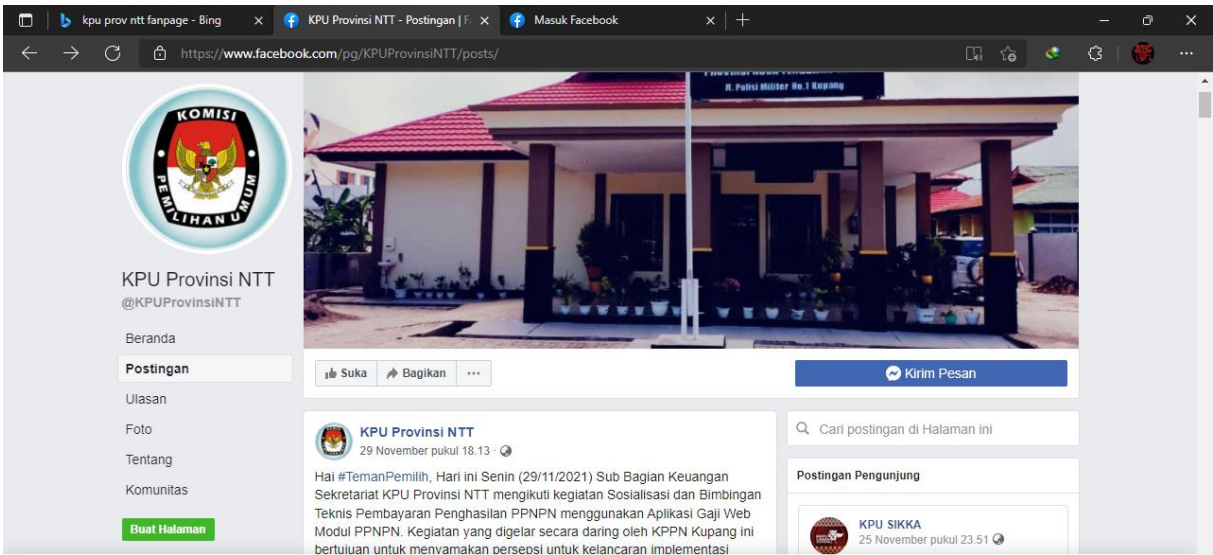 kpu prov ntt fanpage - Bing
KPU Provinsi NTT - Postingan | F
Masuk Facebook
https://www.facebook.com/pg/KPUProvinsiNTT/posts/
Jl. Polisi Militer No.1 Kupang
KOMISI
PEMILIHAN UMUM
KPU Provinsi NTT
@KPUProvinsiNTT
Beranda
Postingan
Ulasan
Foto
Tentang
Komunitas
Buat Halaman
Suka
Bagikan
Kirim Pesan
KPU Provinsi NTT
29 November pukul 18.13 ·
Hai #TemanPemilih, Hari ini Senin (29/11/2021) Sub Bagian Keuangan
Sekretariat KPU Provinsi NTT mengikuti kegiatan Sosialisasi dan Bimbingan
Teknis Pembayaran Penghasilan PPNPN menggunakan Aplikasi Gaji Web
Modul PPNPN. Kegiatan yang digelar secara daring oleh KPPN Kupang ini
bertujuan untuk menyamakan persepsi untuk kelancaran implementasi
Cari postingan di Halaman ini
Postingan Pengunjung
KPU SIKKA
25 November pukul 23.51